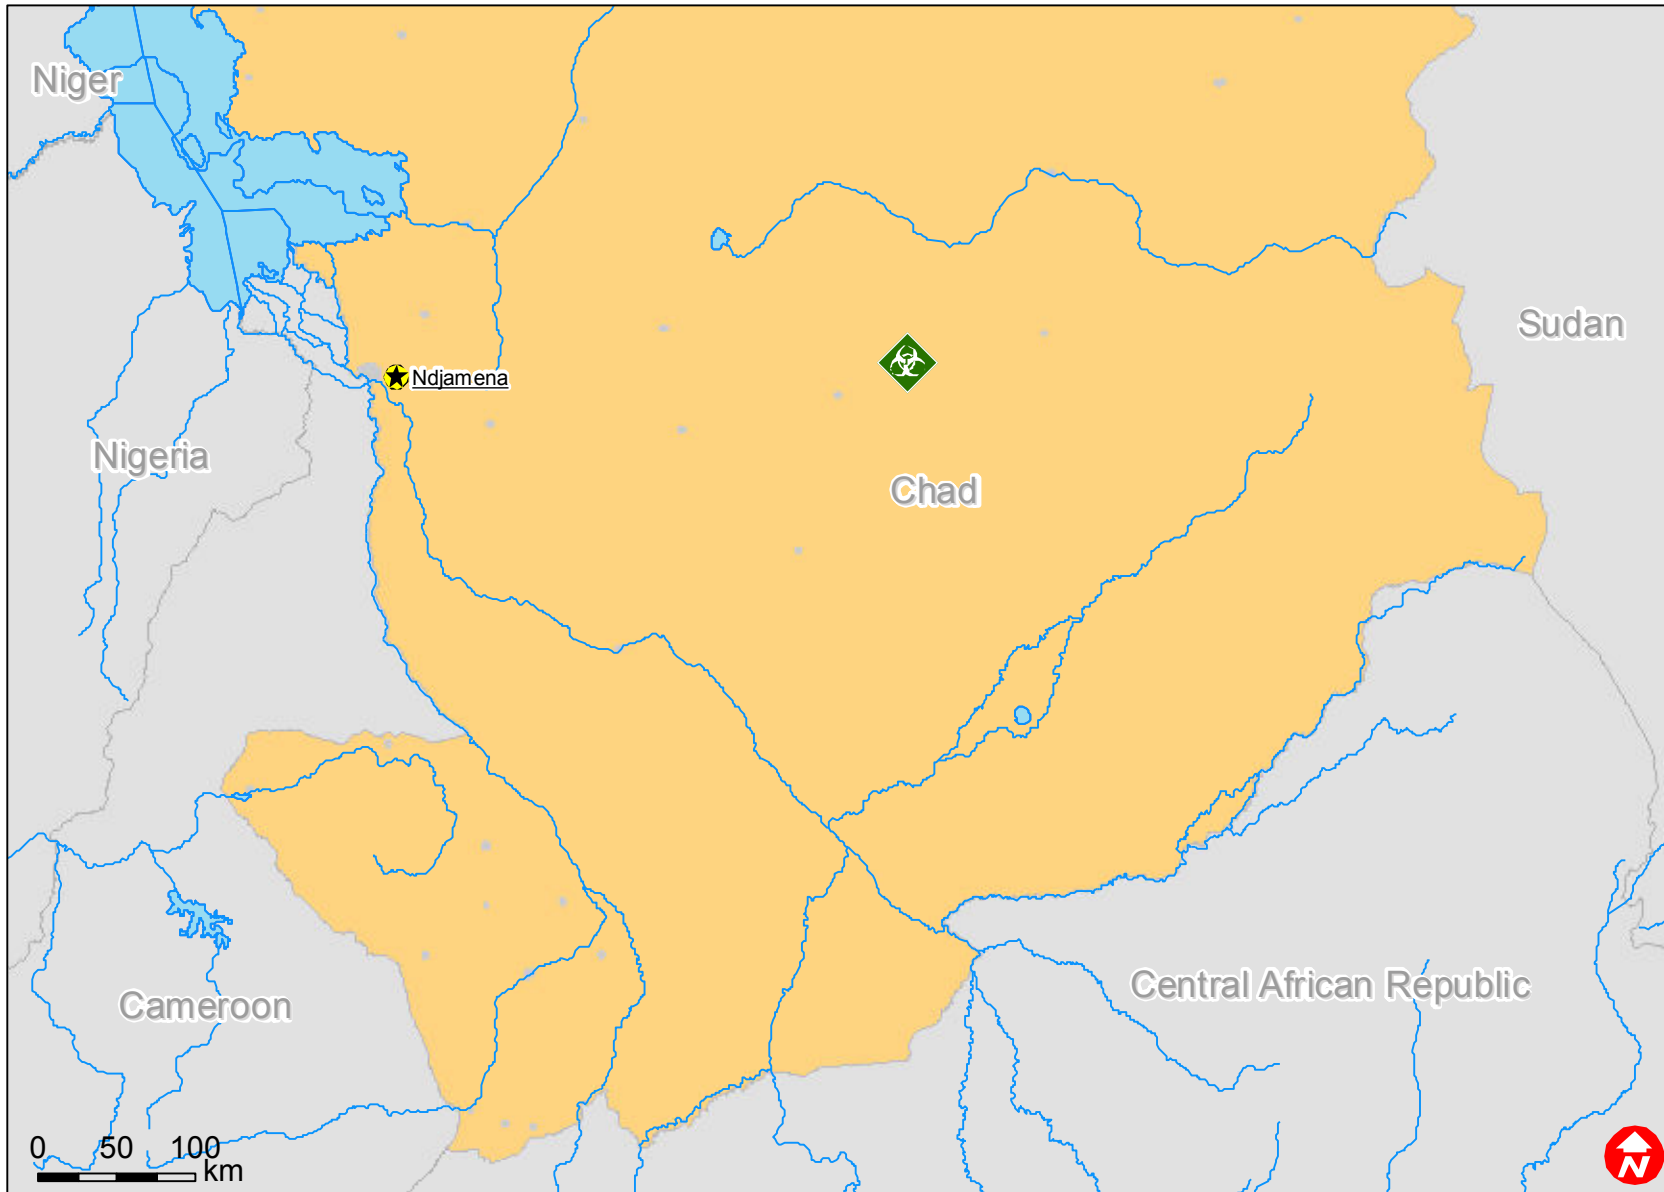 Niger
Sudan
Ndjamena
Nigeria
Chad
Central African Republic
Cameroon
0 50 100
km
N